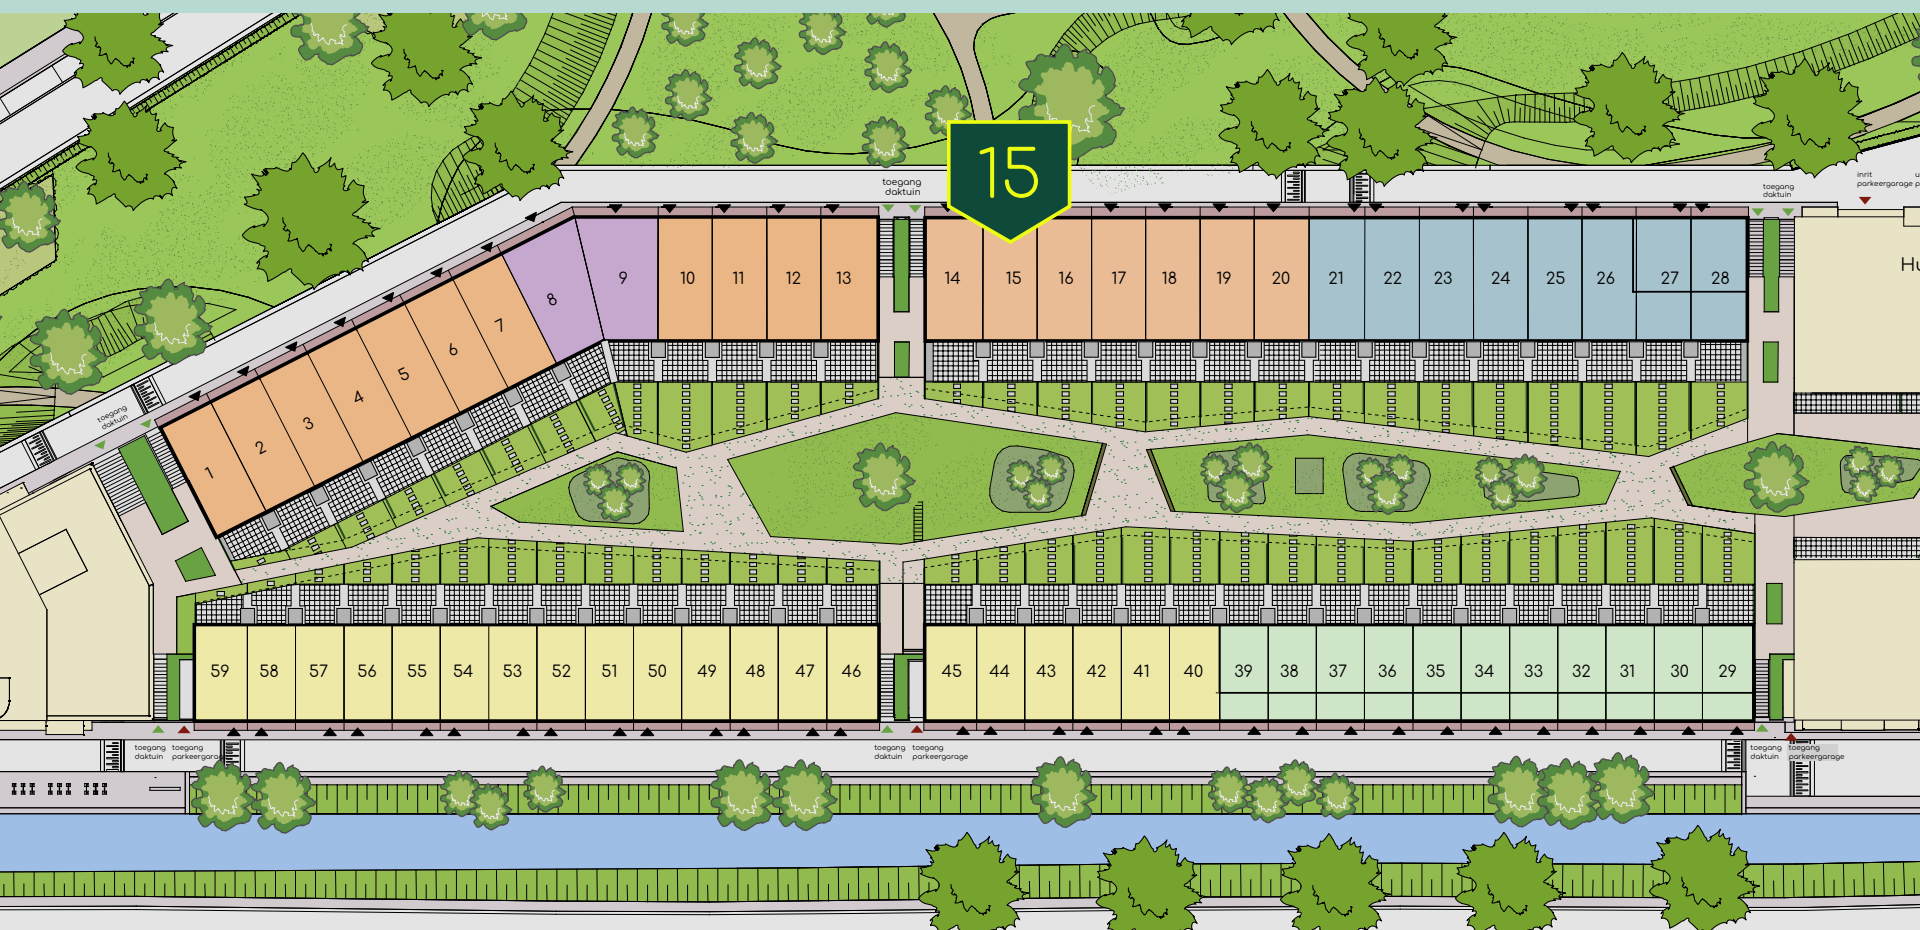 15
toegang
daktuin
toegang
daktuin
inrit
parkeergarage
Hu
9
10
11
12
13
14
15
16
17
18
19
20
21
22
23
24
25
26
27
28
8
7
6
5
4
3
2
1
toegang
daktuin
59
58
57
56
55
54
53
52
51
50
49
48
47
46
45
44
43
42
41
40
39
38
37
36
35
34
33
32
31
30
29
toegang
daktuin
toegang
parkeergarage
toegang
daktuin
toegang
parkeergarage
toegang
daktuin
toegang
parkeergarage